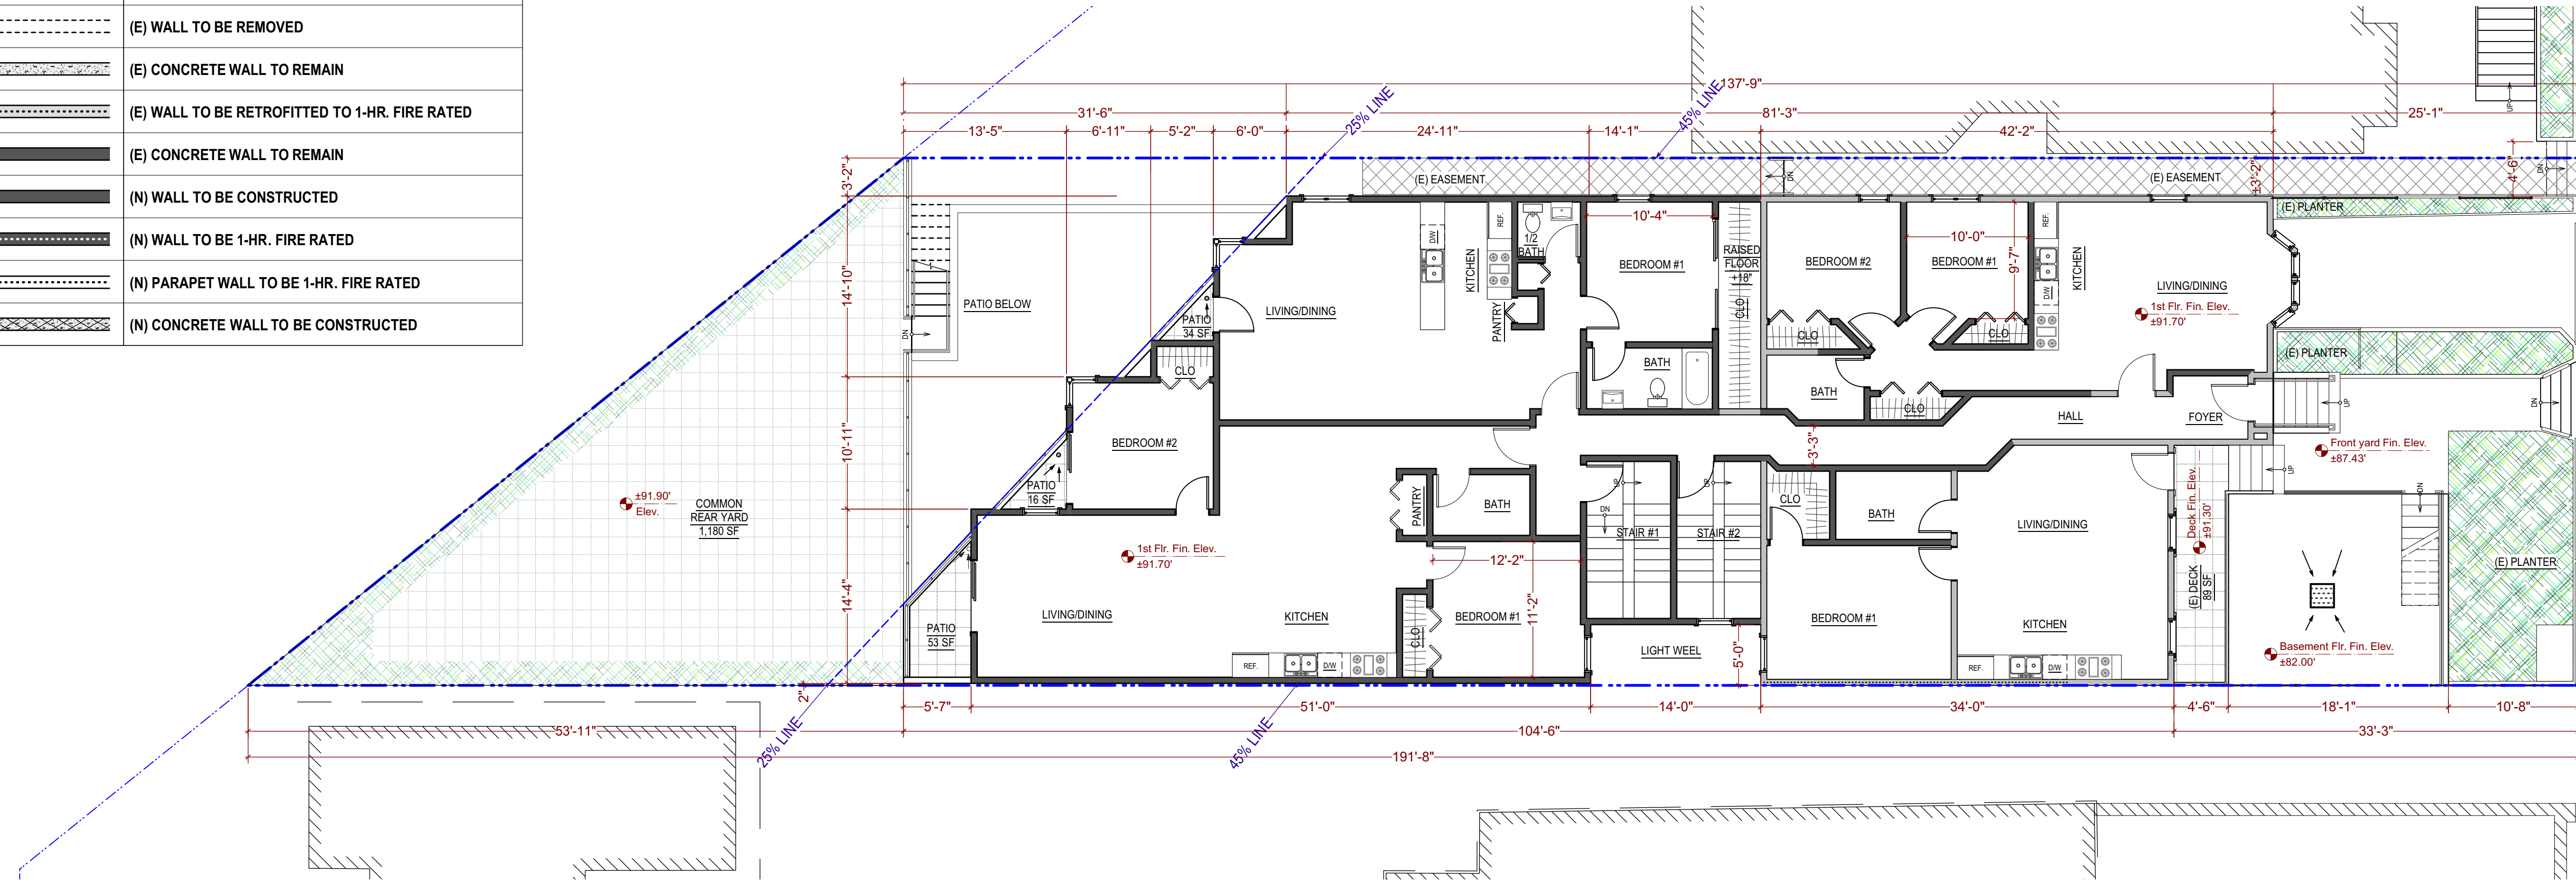 (E) WALL TO BE REMOVED
(E) CONCRETE WALL TO REMAIN
(E) WALL TO BE RETROFITTED TO 1-HR. FIRE RATED
(E) CONCRETE WALL TO REMAIN
(N) WALL TO BE CONSTRUCTED
(N) WALL TO BE 1-HR. FIRE RATED
(N) PARAPET WALL TO BE 1-HR. FIRE RATED
(N) CONCRETE WALL TO BE CONSTRUCTED
137'-9"
31'-6"
81'-3"
25'-1"
13'-5"
6'-11"
5'-2"
6'-0"
24'-11"
14'-1"
42'-2"
25% LINE
45% LINE
UP
3'-2"
14'-10"
10'-11"
14'-4"
2"
(E) EASEMENT
DN
(E) EASEMENT
±3'-2"
4'-6"
DN
(E) PLANTER
(E) PLANTER
(E) PLANTER
PATIO BELOW
DN
COMMON
REAR YARD
1,180 SF
±91.90'
Elev.
LIVING/DINING
D/W
KITCHEN
REF.
PANTRY
1/2
BATH
PATIO
34 SF
CLO
BEDROOM #2
PATIO
16 SF
10'-4"
BEDROOM #1
BATH
RAISED
FLOOR
+18"
CLO
BEDROOM #2
CLO
10'-0"
BEDROOM #1
9'-7"
CLO
REF.
D/W
KITCHEN
LIVING/DINING
1st Flr. Fin. Elev.
±91.70'
BATH
CLO
HALL
FOYER
UP
DN
Front yard Fin. Elev.
±87.43'
UP
DN
3'-3"
1st Flr. Fin. Elev.
±91.70'
LIVING/DINING
PATIO
53 SF
KITCHEN
REF.
D/W
PANTRY
BATH
12'-2"
11'-2"
BEDROOM #1
CLO
UP
DN
STAIR #1
UP
STAIR #2
LIGHT WEEL
5'-0"
CLO
BATH
BEDROOM #1
LIVING/DINING
KITCHEN
REF.
D/W
(E) DECK
89 SF
Deck Fin. Elev.
±91.30'
Basement Flr. Fin. Elev.
±82.00'
5'-7"
51'-0"
14'-0"
34'-0"
4'-6"
18'-1"
10'-8"
53'-11"
104'-6"
33'-3"
191'-8"
25% LINE
45% LINE